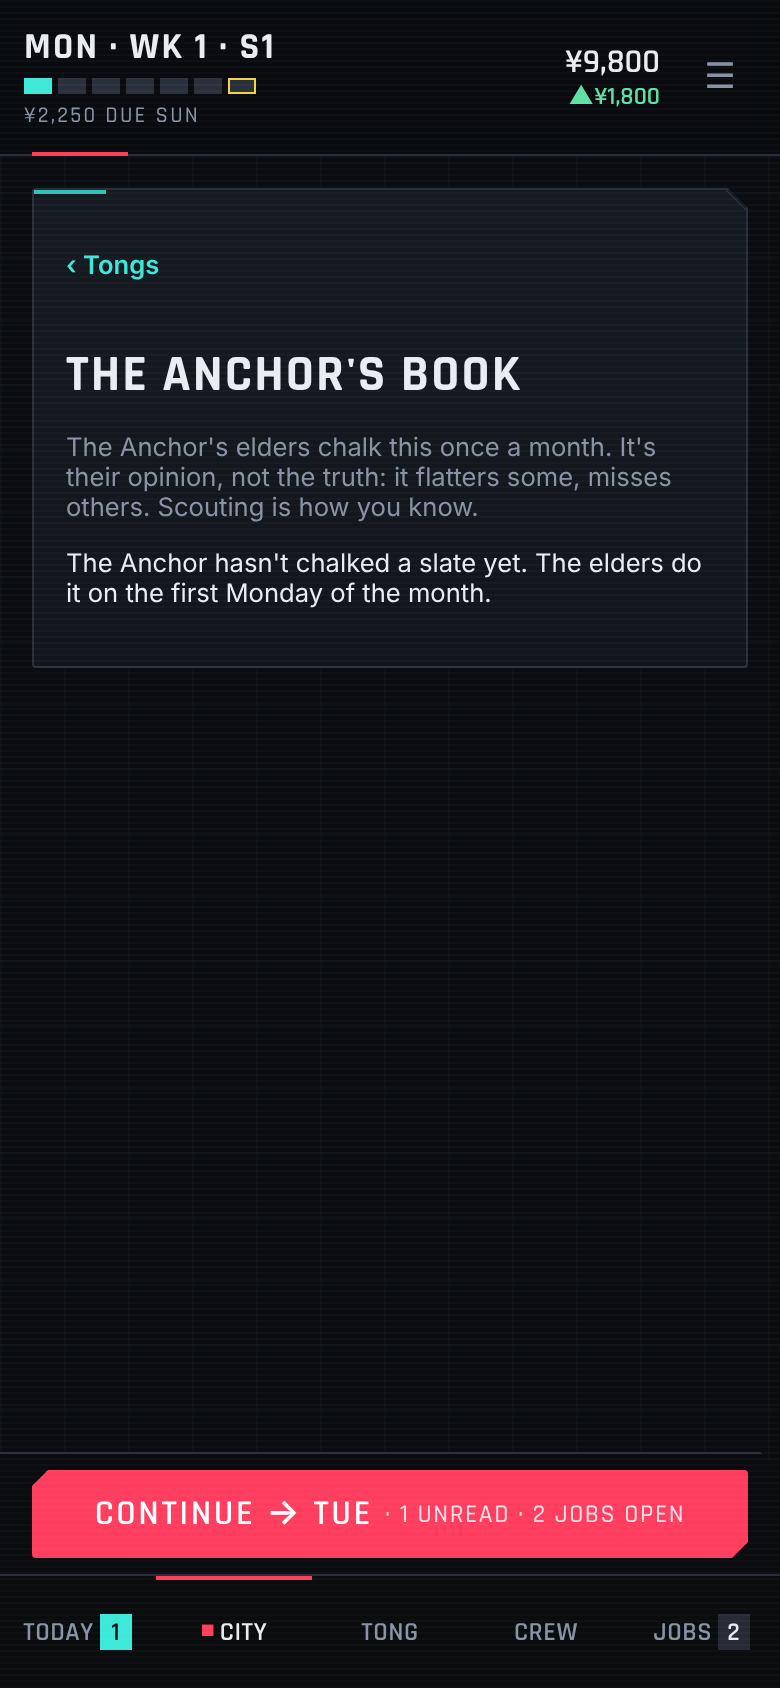 MON · WK 1 · S1
¥2,250 DUE SUN
¥9,800
▲¥1,800
☰
‹ Tongs
THE ANCHOR'S BOOK
The Anchor's elders chalk this once a month. It's
their opinion, not the truth: it flatters some, misses
others. Scouting is how you know.
The Anchor hasn't chalked a slate yet. The elders do
it on the first Monday of the month.
CONTINUE → TUE · 1 UNREAD · 2 JOBS OPEN
TODAY 1 CITY TONG CREW JOBS 2